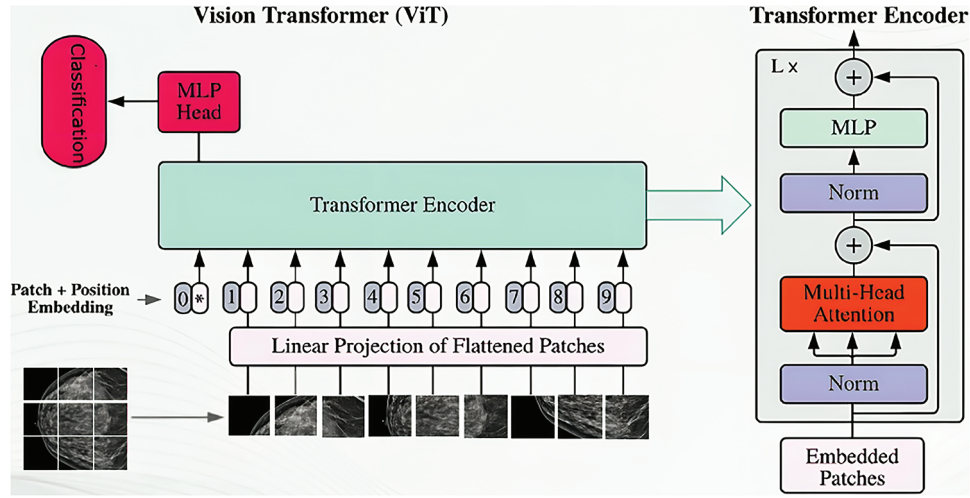 Vision Transformer (ViT)
Transformer Encoder
Classification
MLP
Head
Transformer Encoder
Patch + Position
Embedding
0 * 1 2 3 4 5 6 7 8 9
Linear Projection of Flattened Patches
L x
+
MLP
Norm
+
Multi-Head
Attention
Norm
Embedded
Patches